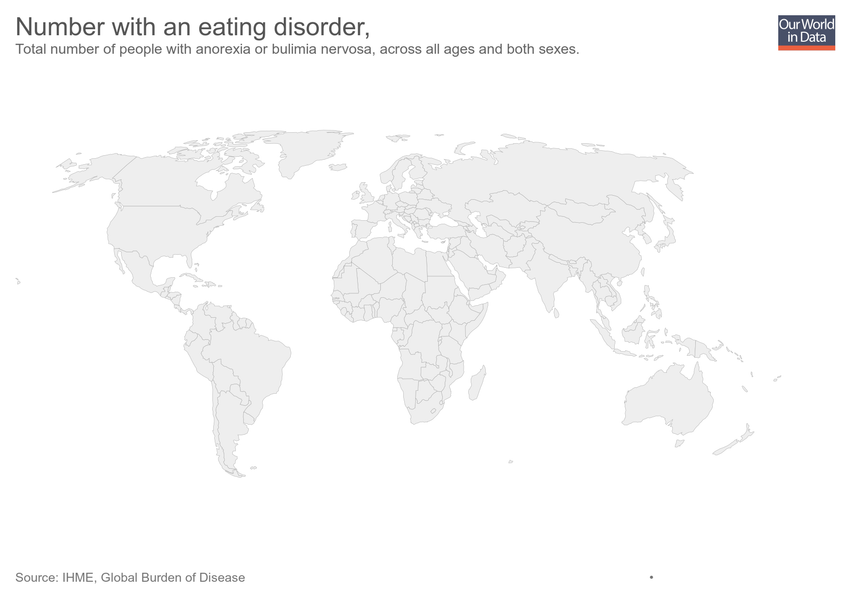 Number with an eating disorder,
Total number of people with anorexia or bulimia nervosa, across all ages and both sexes.
Our World
in Data
Source: IHME, Global Burden of Disease
•